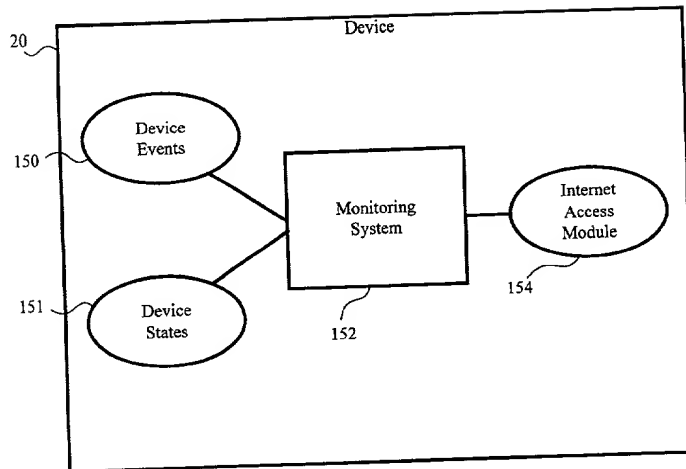 20
Device
Device
Events
150
Monitoring
System
Internet
Access
Module
151
Device
States
152
154